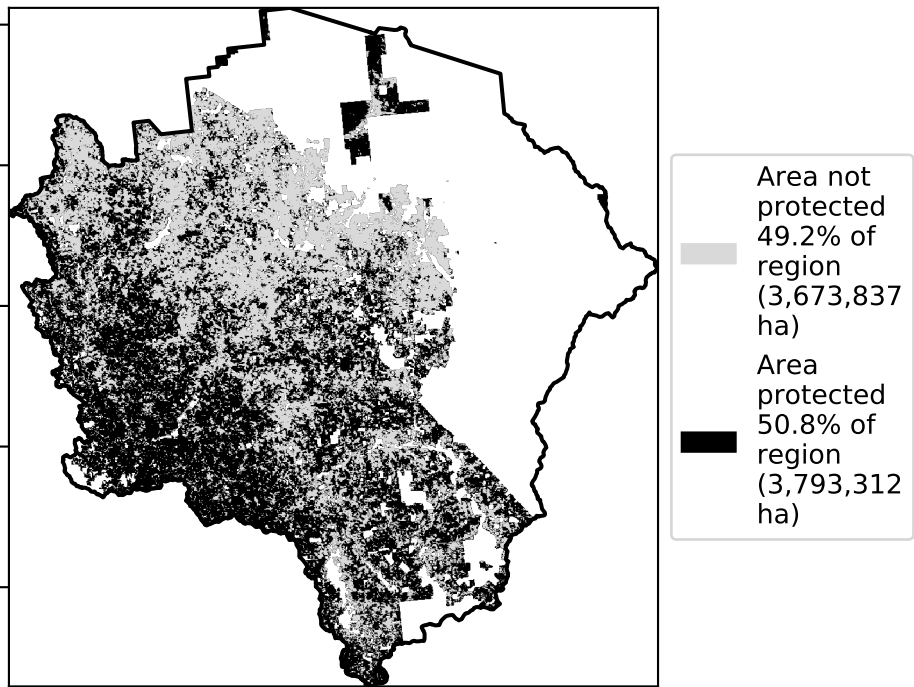 Area not
protected
49.2% of
region
(3,673,837
ha)
Area
protected
50.8% of
region
(3,793,312
ha)